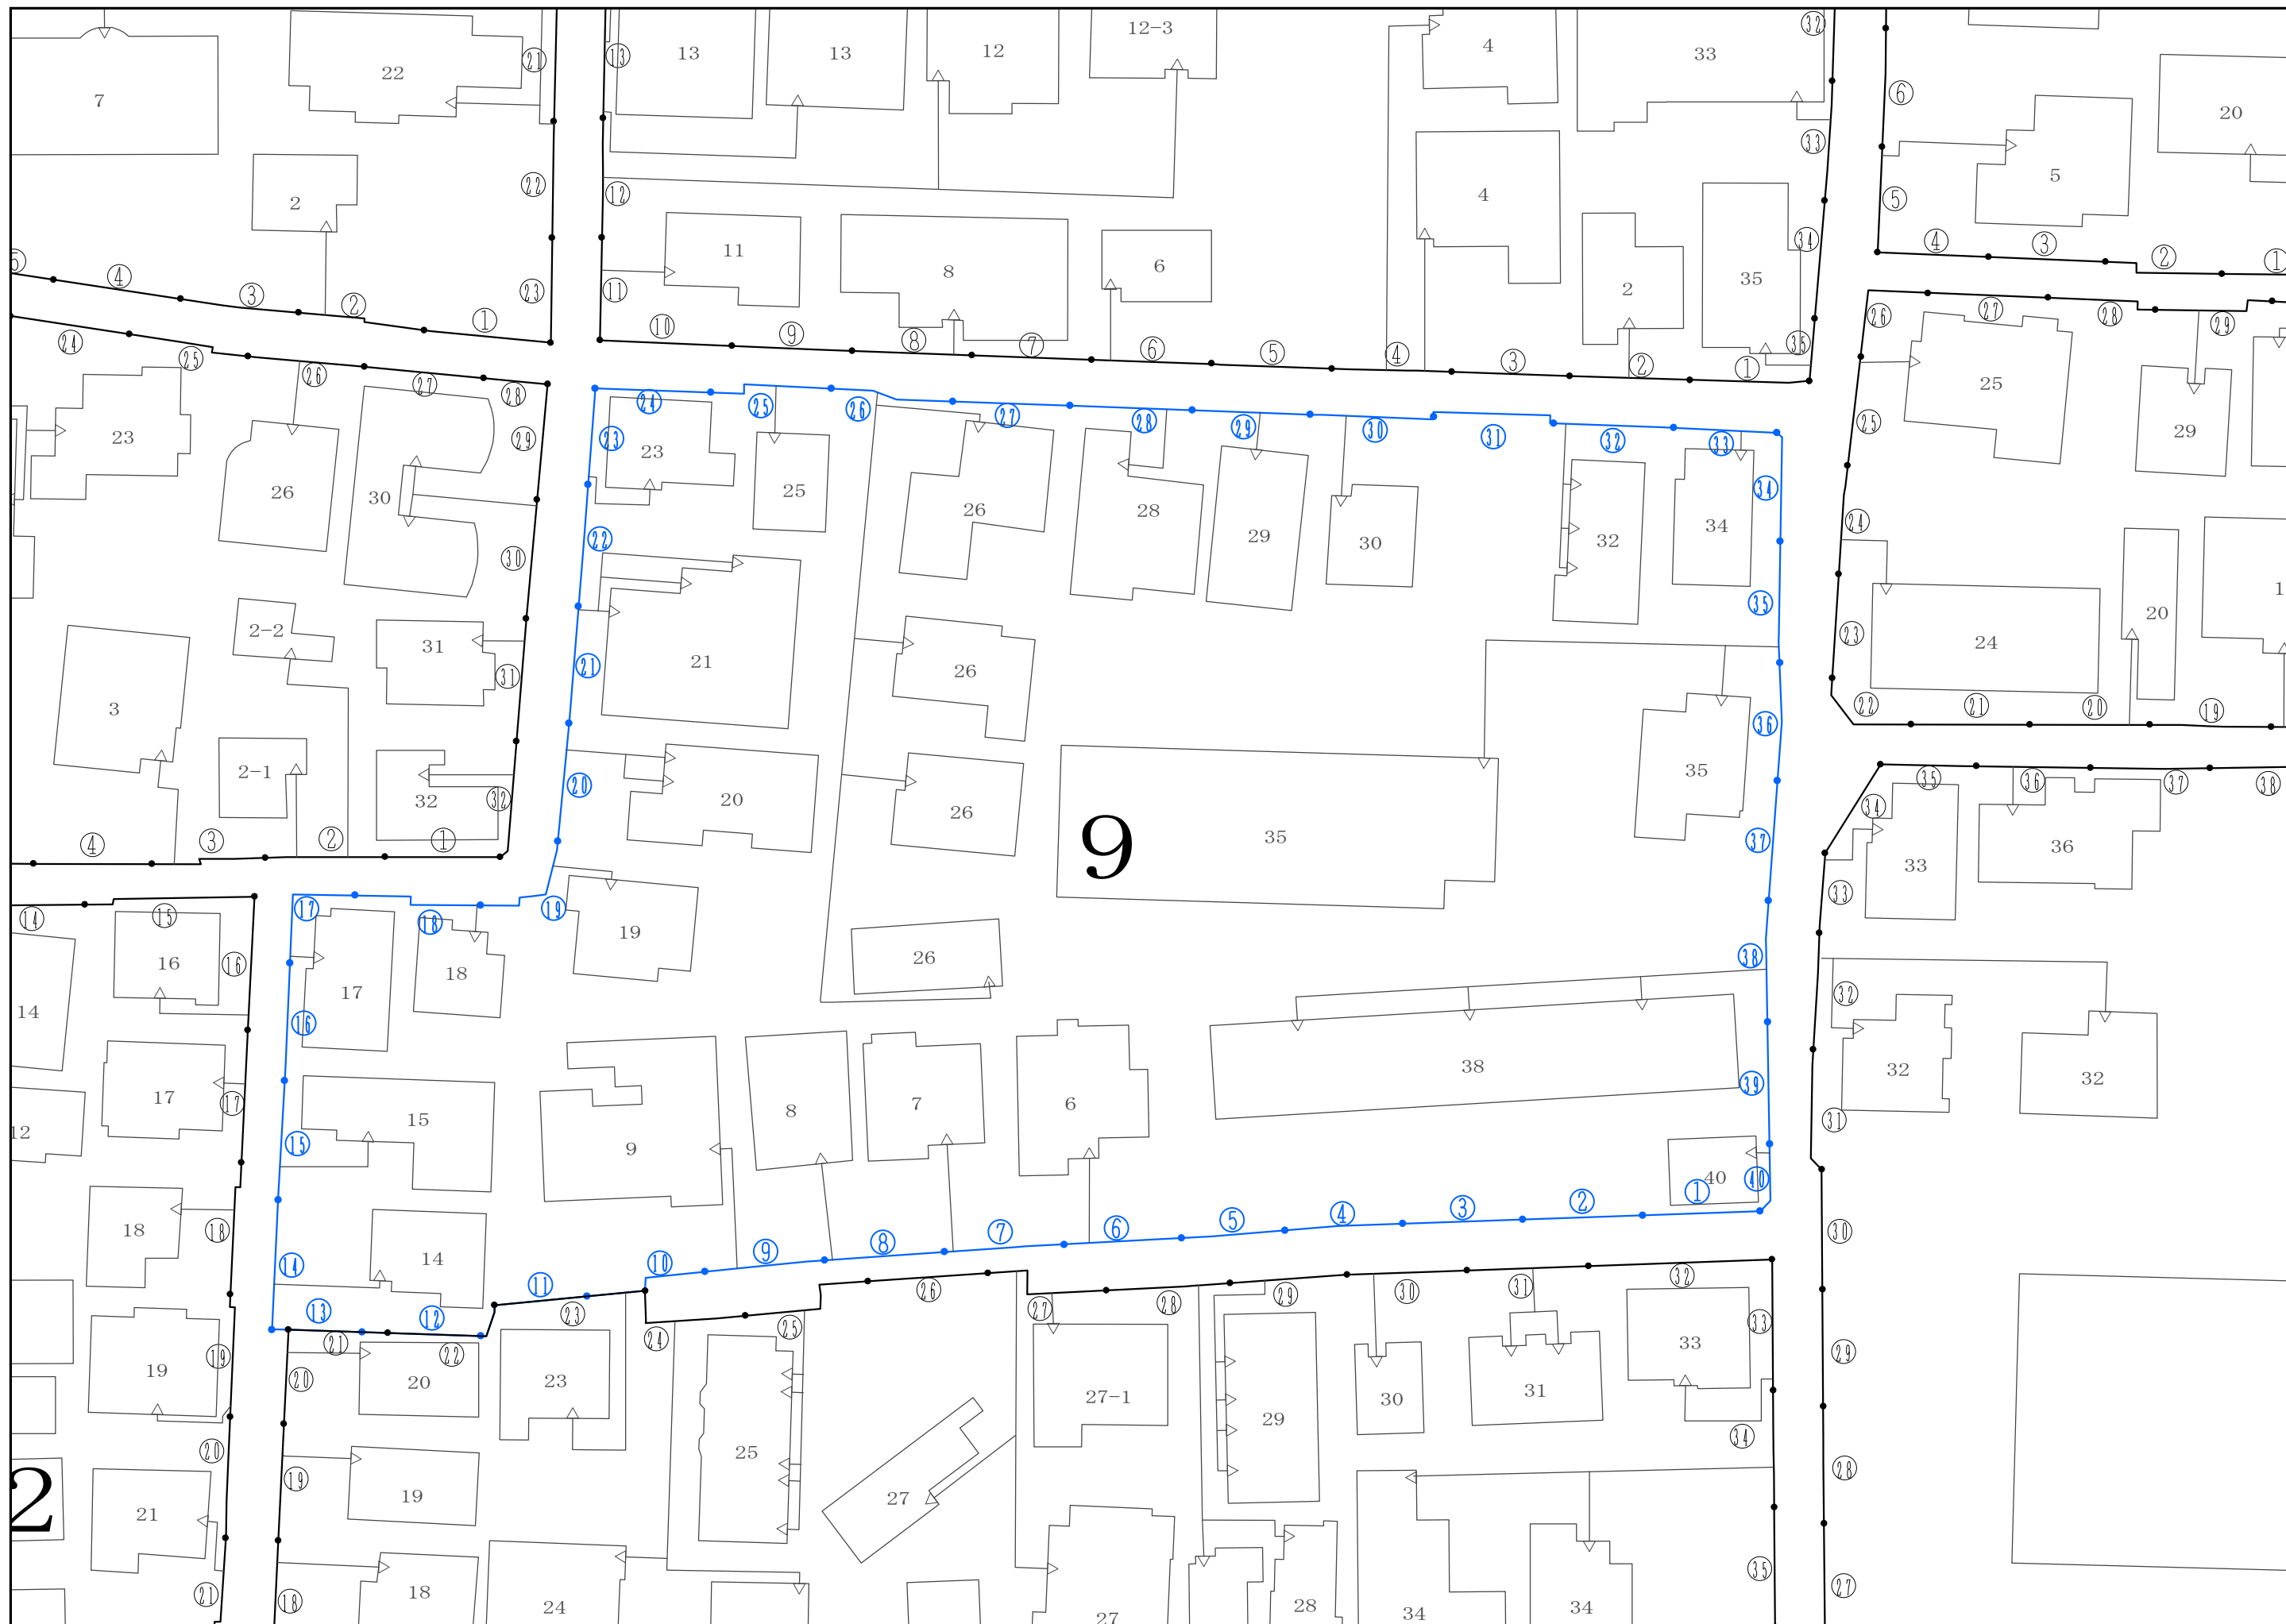 ㉑ ⑬ 13 13 12 12-3 4 33 ㉜
22 7 ⑥ 20
㉒ ⑫ ㉝
2 4 5 ⑤
⑤ ④ ③ ② ① ㉓ 11 ⑪ 8 6 2 35 ㉞ ④ ③ ② ①
⑩ ⑨ ⑧ ⑦ ⑥ ⑤ ④ ③ ② ① ㉟
㉔ ㉕ ㉖ ㉗ ㉘ ㉖ ㉗ ㉘ ㉙
㉔ ㉕ ㉖ ㉗ ㉘ ㉙ ㉚ ㉛ ㉜ ㉝
23 ㉙ ㉓ 23 25 ㉕ 29
26 30 25 26 28 29 30 32 34 ㉞
㉚ ㉒ ㉔
2-2 31 ㉛ ㉑ 21 26 ㉟ ㉓ 24 20 1
3 ㊱ ㉒ ㉑ ⑳ ⑲
2-1 32 ㉜ ⑳ 20 26 35 35 ㉟ ㊱ ㊲ ㊳
④ ③ ② ① 9 ㊲ ㉞ 33 36
⑭ ⑮ ⑰ ⑱ ⑲ ㉝
16 ⑯ 17 18 19 26 ㊳
14 ⑯ ㉜
17 ⑰ 15 8 7 6 38 ㊴ 32 32
12 ⑮ 9 ㉛
18 ⑱ ⑭ 14 40 ① ㊵
⑪ ⑩ ⑨ ⑧ ⑦ ⑥ ⑤ ④ ③ ② ㉚
⑬ ⑫ ㉓ ㉖ ㉗ ㉘ ㉙ ㉚ ㉛ ㉜
㉑ ㉒ ㉔ ㉕ ㉝
19 ⑲ ⑳ 20 23 27-1 29 30 31 33 ㉙
2 ⑳ ⑲ 25 ㉞ ㉘
21 19 27
㉑ ⑱ 18 24 27 28 34 34 ㉟ ㉗